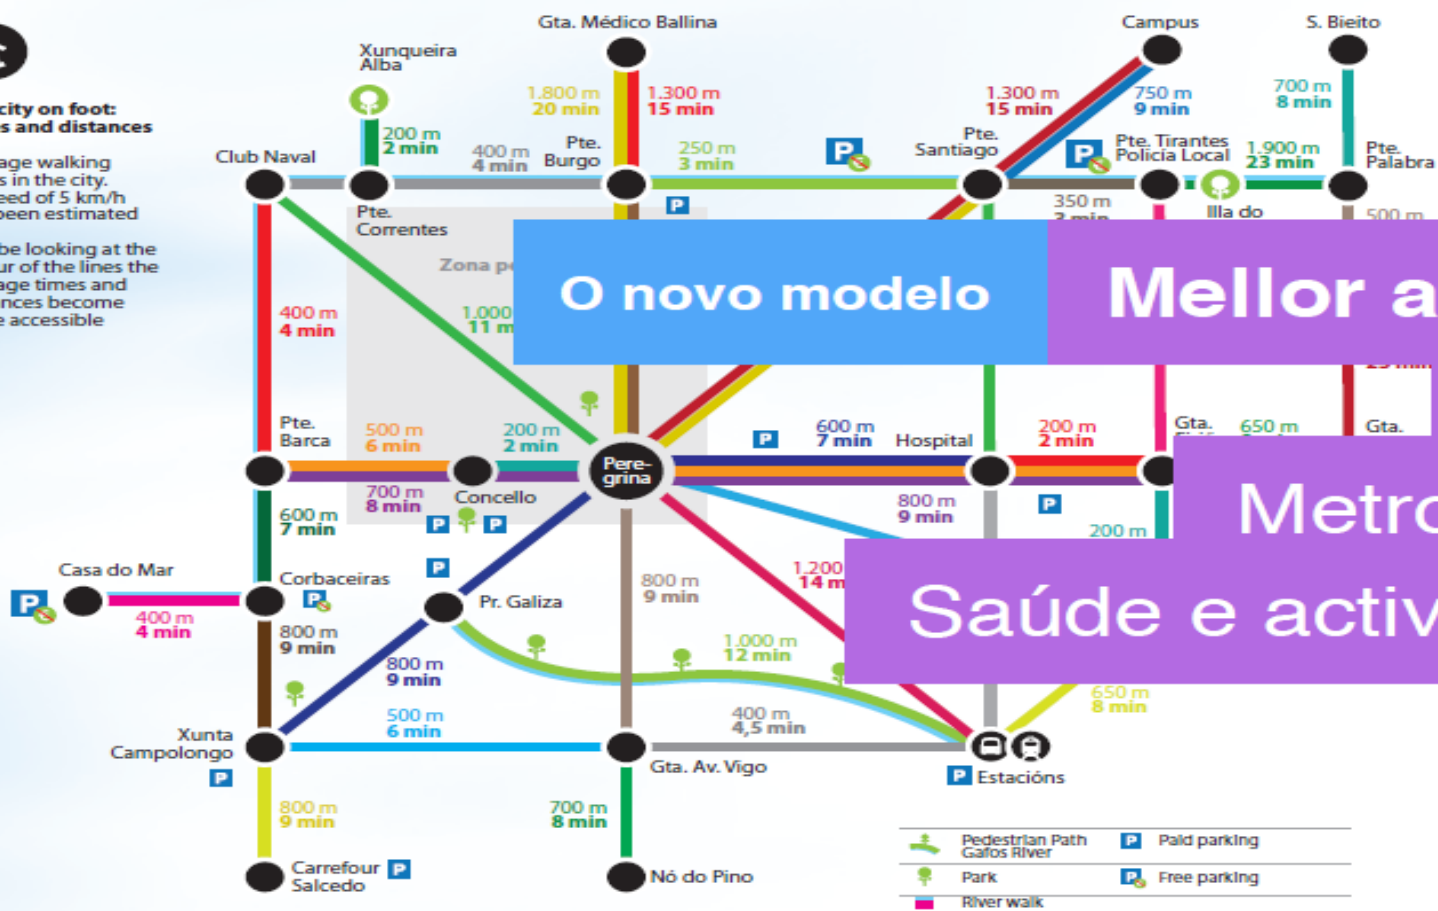 Gta. Médico Ballina
Campus
S. Bieito
Xunqueira
Alba
city on foot:
s and distances
1.800 m
20 min
1.300 m
15 min
1.300 m
15 min
750 m
9 min
700 m
8 min
200 m
2 min
Club Naval
400 m
4 min
Pte.
Burgo
250 m
3 min
P
Pte.
Santiago
P
Pte. Tirantes
Policía Local
1.900 m
23 min
Pte.
Palabra
age walking
s in the city.
eed of 5 km/h
been estimated
Pte.
Correntes
P
350 m
3 min
Illa do
500 m
be looking at the
ur of the lines the
age times and
nces become
e accessible
Zona pe
O novo modelo
Mellor a
400 m
4 min
1.000
11 m
Pte.
Barca
500 m
6 min
200 m
2 min
P
600 m
7 min
Hospital
200 m
2 min
Gta.
650 m
Gta.
Pere-
grina
700 m
8 min
Concello
P
P
800 m
9 min
P
Metro
600 m
7 min
200 m
Casa do Mar
P
Corbaceiras
P
P
400 m
4 min
Pr. Galiza
800 m
9 min
1.200
14 m
Saúde e activ
800 m
9 min
800 m
9 min
1.000 m
12 min
650 m
8 min
Xunta
Campolongo
P
500 m
6 min
400 m
4,5 min
Gta. Av. Vigo
P
Estacións
800 m
9 min
700 m
8 min
Carrefour
Salcedo
P
Nó do Pino
Pedestrian Path
Gafos River
P
Paid parking
Park
P
Free parking
River walk